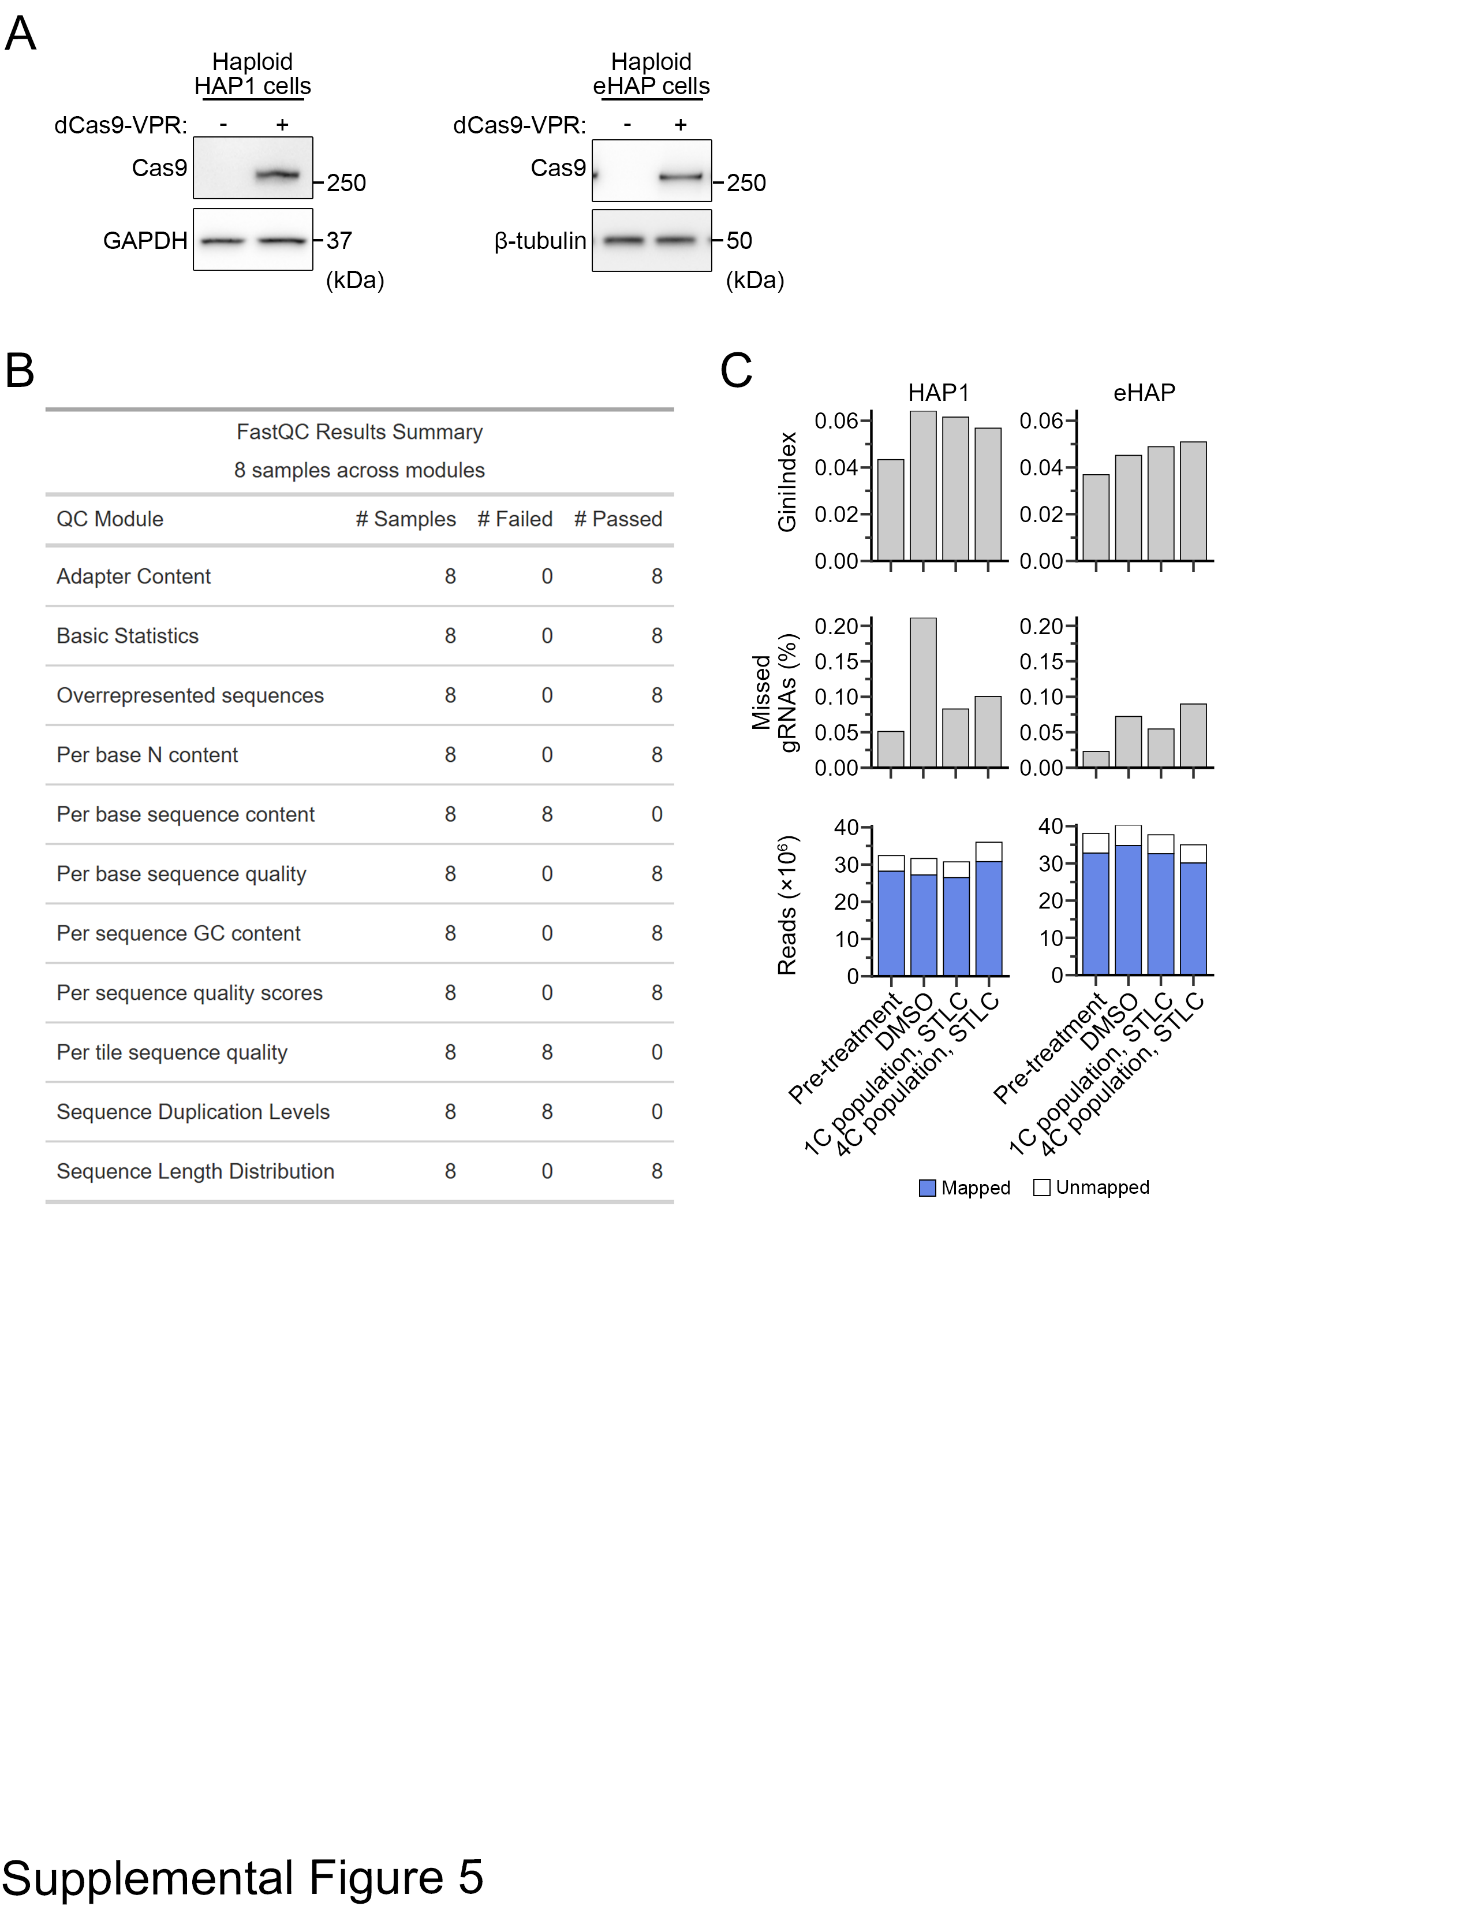 A
Haploid
HAP1 cells
dCas9-VPR: - +
Cas9
250
GAPDH
37
(kDa)
Haploid
eHAP cells
dCas9-VPR: - +
Cas9
250
β-tubulin
50
(kDa)
B
FastQC Results Summary
8 samples across modules
QC Module # Samples # Failed # Passed
Adapter Content 8 0 8
Basic Statistics 8 0 8
Overrepresented sequences 8 0 8
Per base N content 8 0 8
Per base sequence content 8 8 0
Per base sequence quality 8 0 8
Per sequence GC content 8 0 8
Per sequence quality scores 8 0 8
Per tile sequence quality 8 8 0
Sequence Duplication Levels 8 8 0
Sequence Length Distribution 8 0 8
C
HAP1
eHAP
GiniIndex
0.06
0.04
0.02
0.00
0.06
0.04
0.02
0.00
Missed
gRNAs (%)
0.20
0.15
0.10
0.05
0.00
0.20
0.15
0.10
0.05
0.00
Reads (×10⁶)
40
30
20
10
0
40
30
20
10
0
Pre-treatment
DMSO
1C population, STLC
4C population, STLC
Pre-treatment
DMSO
1C population, STLC
4C population, STLC
Mapped Unmapped
Supplemental Figure 5